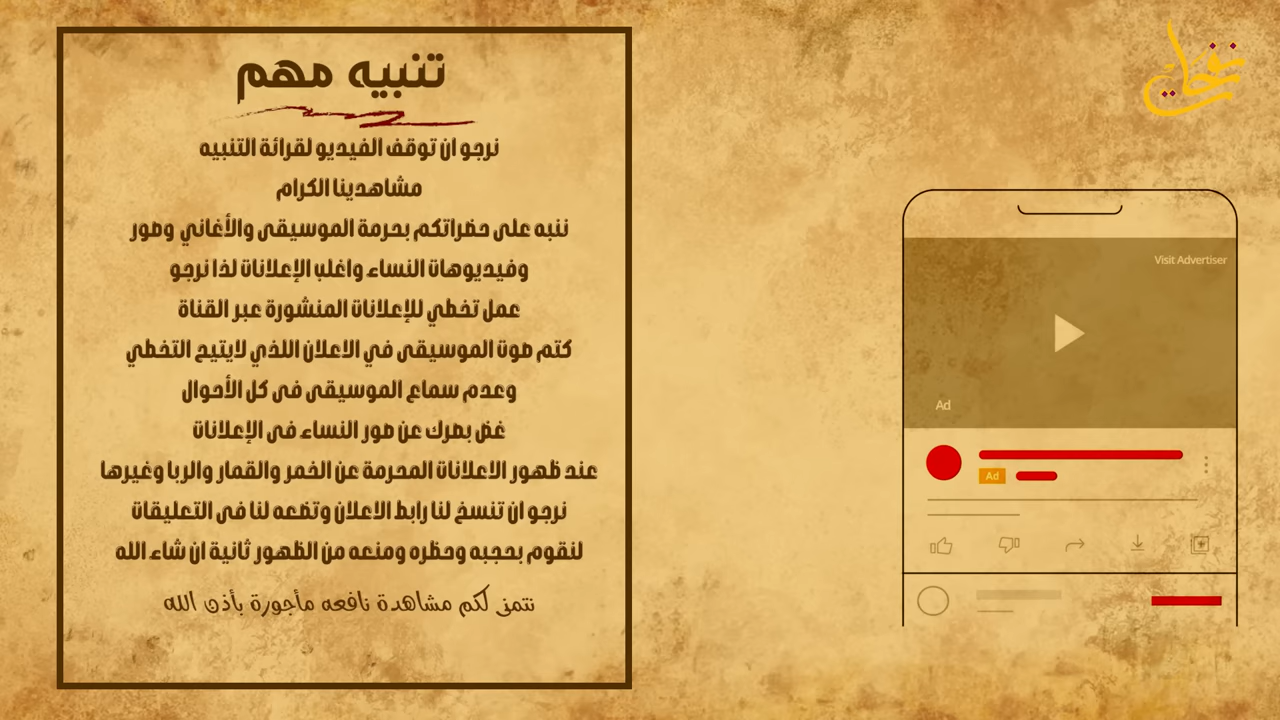 تنبيه مهم
نرجو ان توقف الفيديو لقرائة التنبيه
مشاهدينا الكرام
ننبه على حضراتكم بحرمة الموسيقى والأغاني وصور
وفيديوهات النساء واغلب الإعلانات لذا نرجو
عمل تخطي للإعلانات المنشورة عبر القناة
كتم صوت الموسيقى في الاعلان اللذي لايتيح التخطي
وعدم سماع الموسيقى فى كل الأحوال
غض بصرك عن صور النساء فى الإعلانات
عند ظهور الاعلانات المحرمة عن الخمر والقمار والربا وغيرها
نرجو ان تنسخ لنا رابط الاعلان وتضعه لنا فى التعليقات
لنقوم بحجبه وحظره ومنعه من الظهور ثانية ان شاء الله
نتمنى لكم مشاهدة نافعه مأجورة بأذن الله
نفحات
Visit Advertiser
Ad
Ad